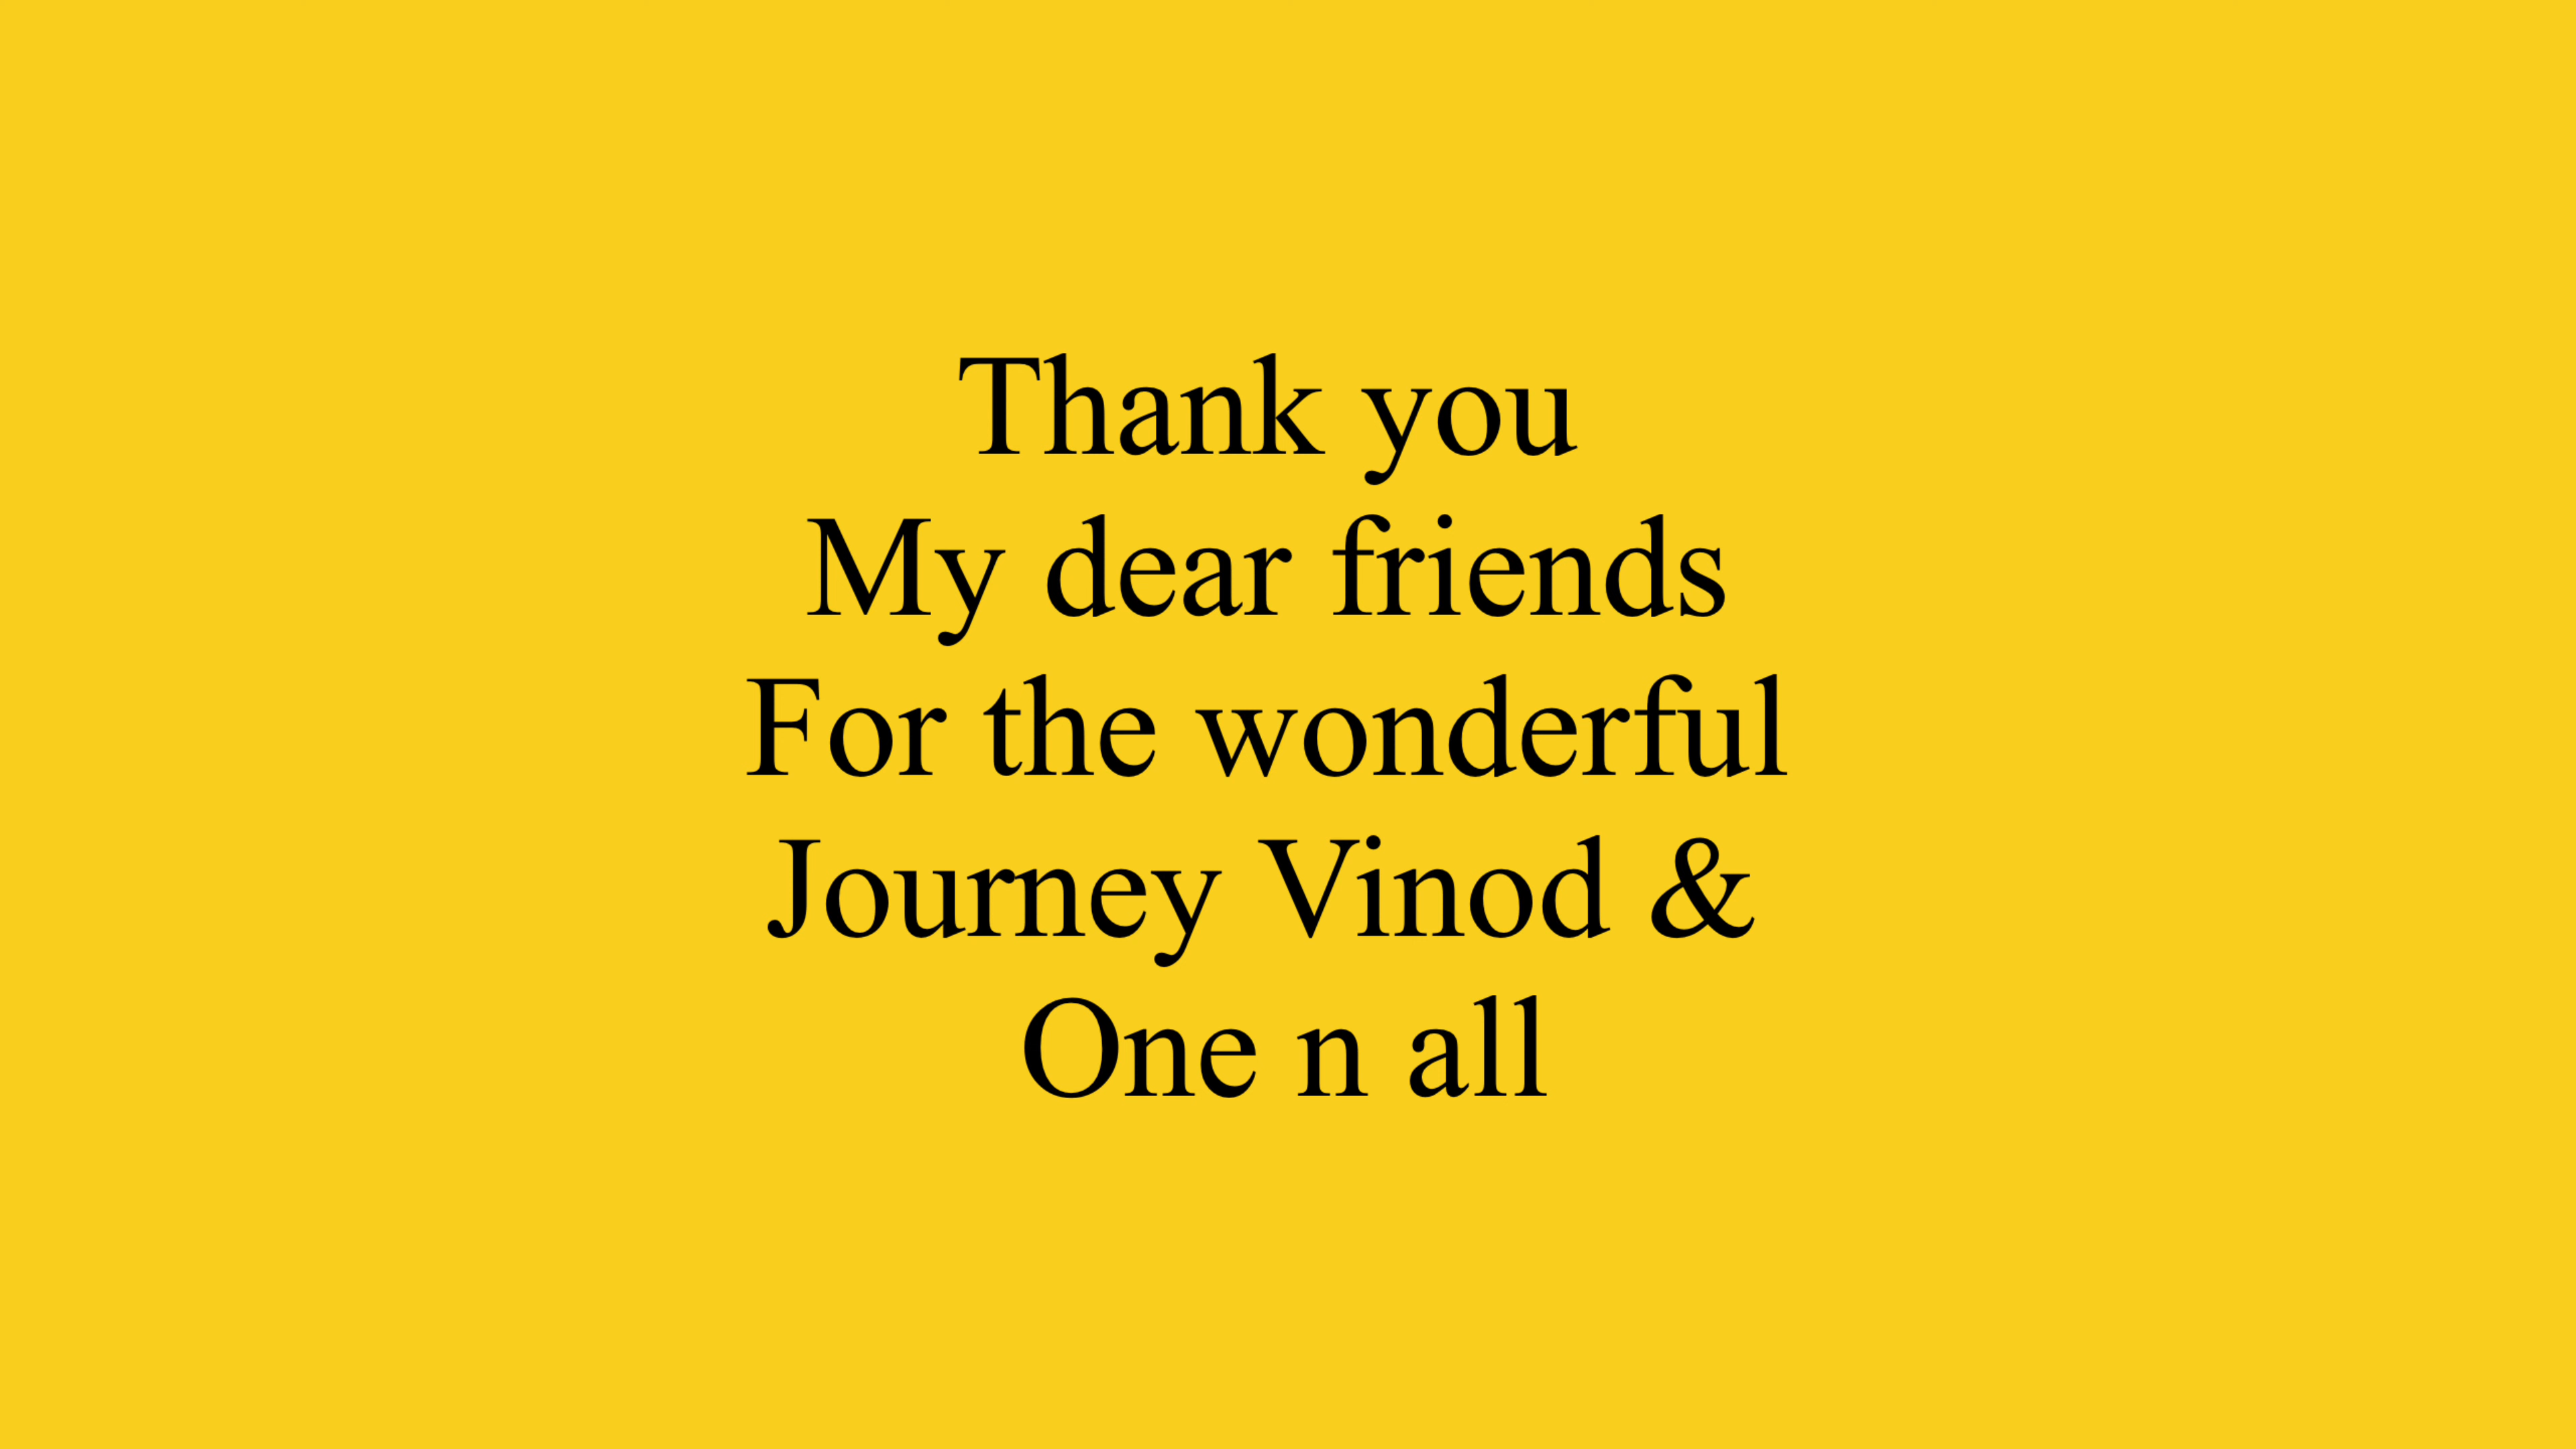 Thank you
My dear friends
For the wonderful
Journey Vinod &
One n all